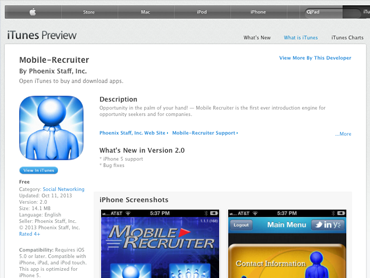 Store Mac iPod iPhone iPad
iTunes Preview
What's New What is iTunes iTunes Charts
Mobile-Recruiter
View More By This Developer
By Phoenix Staff, Inc.
Open iTunes to buy and download apps.
Description
Opportunity in the palm of your hand! — Mobile Recruiter is the first ever introduction engine for
opportunity seekers and for companies.
Phoenix Staff, Inc. Web Site Mobile-Recruiter Support
...More
What's New in Version 2.0
* iPhone 5 support
* Bug fixes
View in iTunes
Free
Category: Social Networking
Updated: Oct 11, 2013
Version: 2.0
Size: 14.1 MB
Language: English
Seller: Phoenix Staff, Inc.
© 2013 Phoenix Staff, Inc.
Rated 4+
Compatibility: Requires iOS
5.0 or later. Compatible with
iPhone, iPad, and iPod touch.
This app is optimized for
iPhone 5.
iPhone Screenshots
AT&T 5:37 PM
MOBILE
RECRUITER
AT&T 5:37 PM
Logout Main Menu in
Contact Information